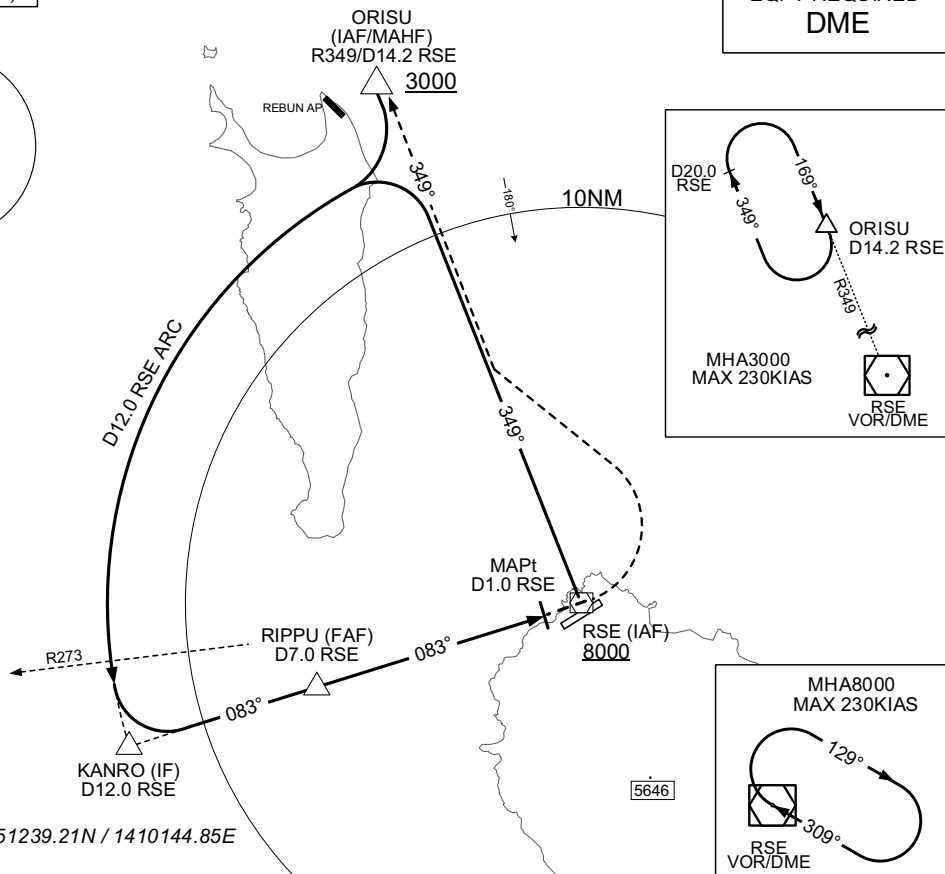 DME
ORISU
(IAF/MAHF)
R349/D14.2 RSE
3000
REBUN AP
349°
180°
10NM
D12.0 RSE ARC
349°
MAPt
D1.0 RSE
RSE (IAF)
8000
RIPPU (FAF)
D7.0 RSE
083°
R273
083°
KANRO (IF)
D12.0 RSE
5646
51239.21N / 1410144.85E
D20.0
RSE
169°
349°
ORISU
D14.2 RSE
R349
MHA3000
MAX 230KIAS
RSE
VOR/DME
MHA8000
MAX 230KIAS
129°
309°
RSE
VOR/DME